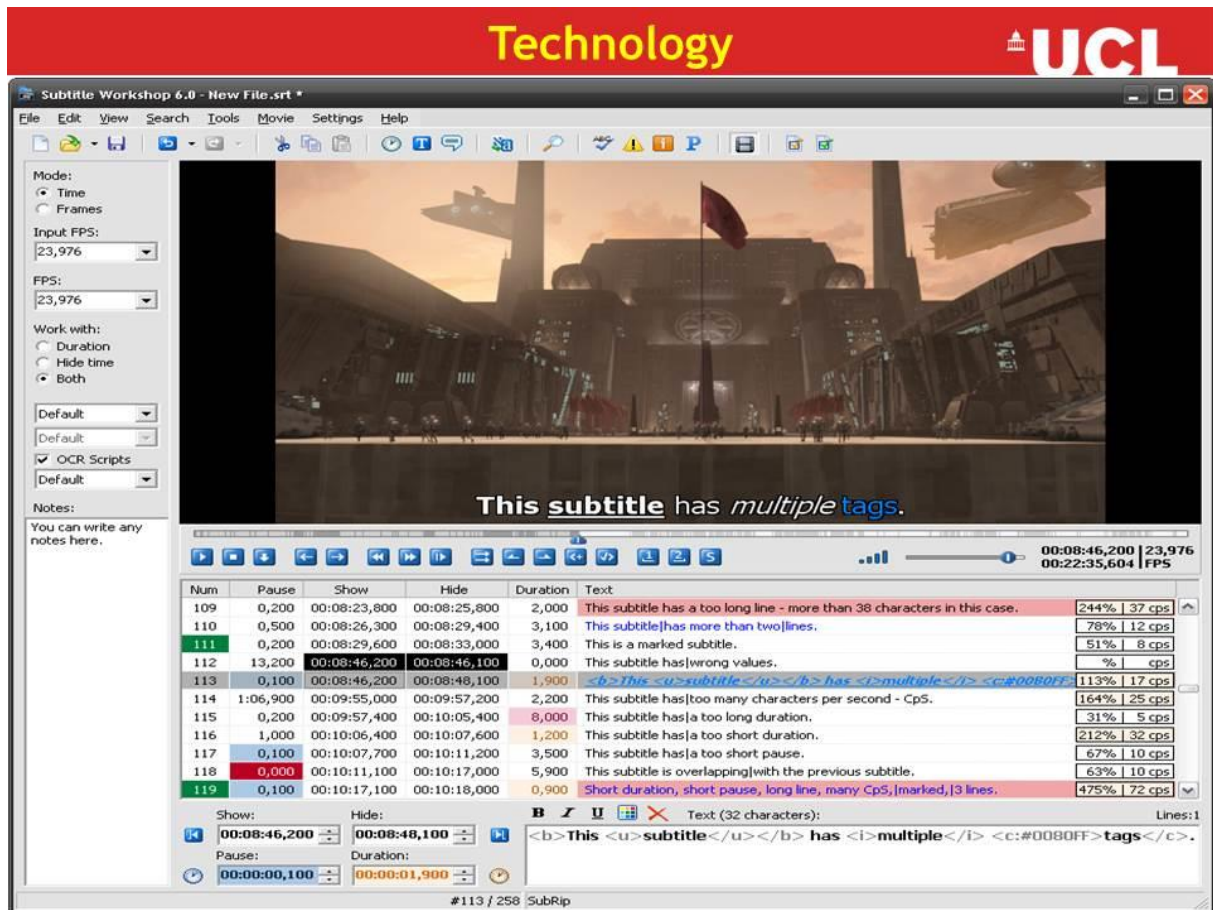 Technology
UCL
Subtitle Workshop 6.0 - New File.srt *
File Edit View Search Tools Movie Settings Help
Mode:
Time
Frames
Input FPS:
23,976
FPS:
23,976
Work with:
Duration
Hide time
Both
Default
Default
OCR Scripts
Default
Notes:
You can write any
notes here.
This subtitle has multiple tags.
00:08:46,200 23,976
00:22:35,604 FPS
Num Pause Show Hide Duration Text
109 0,200 00:08:23,800 00:08:25,800 2,000 This subtitle has a too long line - more than 38 characters in this case. 244% | 37 cps
110 0,500 00:08:26,300 00:08:29,400 3,100 This subtitle|has more than two|lines. 78% | 12 cps
111 0,200 00:08:29,600 00:08:33,000 3,400 This is a marked subtitle. 51% | 8 cps
112 13,200 00:08:46,200 00:08:46,100 0,000 This subtitle has|wrong values. % | cps
113 0,100 00:08:46,200 00:08:48,100 1,900 <b>This <u>subtitle</u></b> has <i>multiple</i> <c:#0080FF> 113% | 17 cps
114 1:06,900 00:09:55,000 00:09:57,200 2,200 This subtitle has|too many characters per second - CpS. 164% | 25 cps
115 0,200 00:09:57,400 00:10:05,400 8,000 This subtitle has|a too long duration. 31% | 5 cps
116 1,000 00:10:06,400 00:10:07,600 1,200 This subtitle has|a too short duration. 212% | 32 cps
117 0,100 00:10:07,700 00:10:11,200 3,500 This subtitle has|a too short pause. 67% | 10 cps
118 0,000 00:10:11,100 00:10:17,000 5,900 This subtitle is overlapping|with the previous subtitle. 63% | 10 cps
119 0,100 00:10:17,100 00:10:18,000 0,900 Short duration, short pause, long line, many CpS,|marked,|3 lines. 475% | 72 cps
Show: Hide: B I U Text (32 characters): Lines:1
00:08:46,200 00:08:48,100 <b>This <u>subtitle</u></b> has <i>multiple</i> <c:#0080FF>tags</c>.
Pause: Duration:
00:00:00,100 00:00:01,900
#113 / 258 SubRip